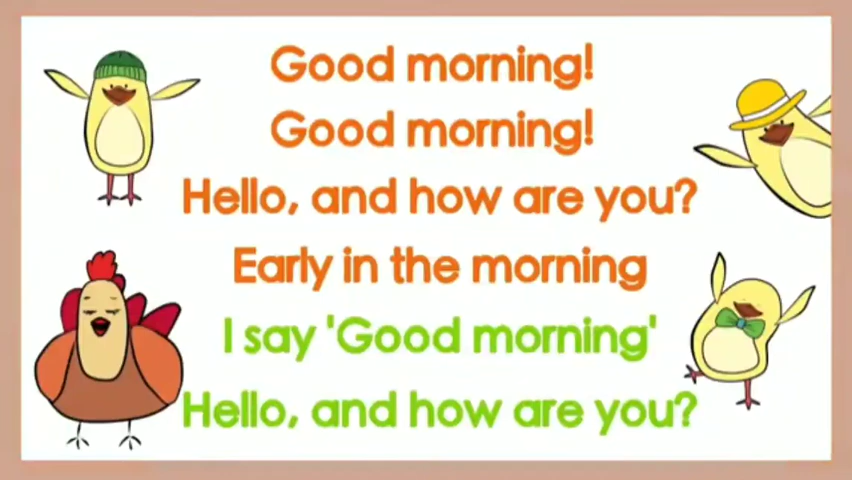 Good morning!
Good morning!
Hello, and how are you?
Early in the morning
I say 'Good morning'
Hello, and how are you?